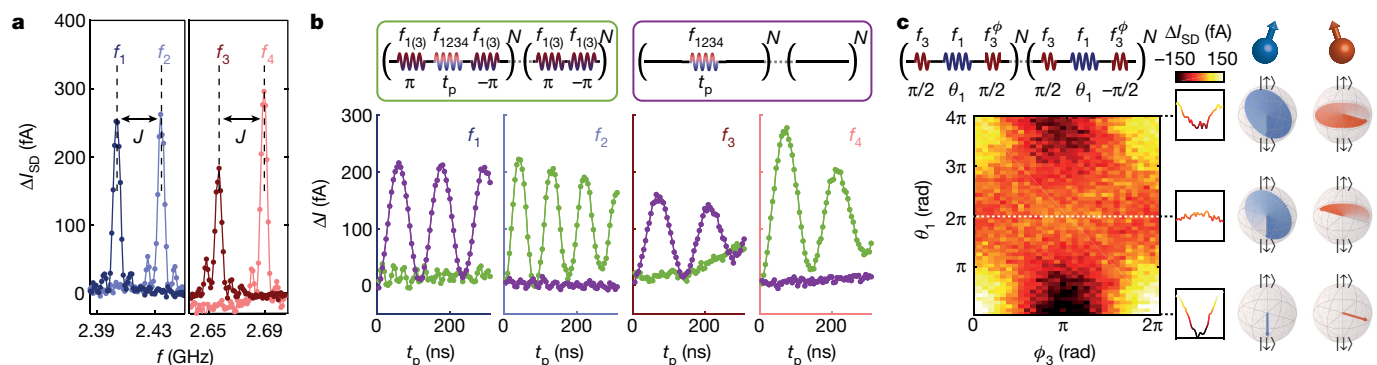 a
400
300
200
100
0
ΔI_SD (fA)
f_1
f_2
f_3
f_4
J
J
2.39
2.43
2.65
2.69
f (GHz)
b
f_1(3) f_1234 f_1(3) N f_1(3) f_1(3) N
π t_p –π π –π
f_1234 N N
t_p
300
200
100
0
ΔI (fA)
f_1
f_2
f_3
f_4
0 200
0 200
0 200
0 200
t_p (ns)
t_p (ns)
t_p (ns)
t_p (ns)
c
f_3 f_1 f_3^ϕ N f_3 f_1 f_3^ϕ N
π/2 θ_1 π/2 π/2 θ_1 –π/2
ΔI_SD (fA)
–150 150
4π
2π
π
π
θ_1 (rad)
0 π 2π
ϕ_3 (rad)
|↑⟩ |↑⟩
|↓⟩ |↓⟩
|↑⟩ |↑⟩
|↓⟩ |↓⟩
|↑⟩ |↑⟩
|↓⟩ |↓⟩